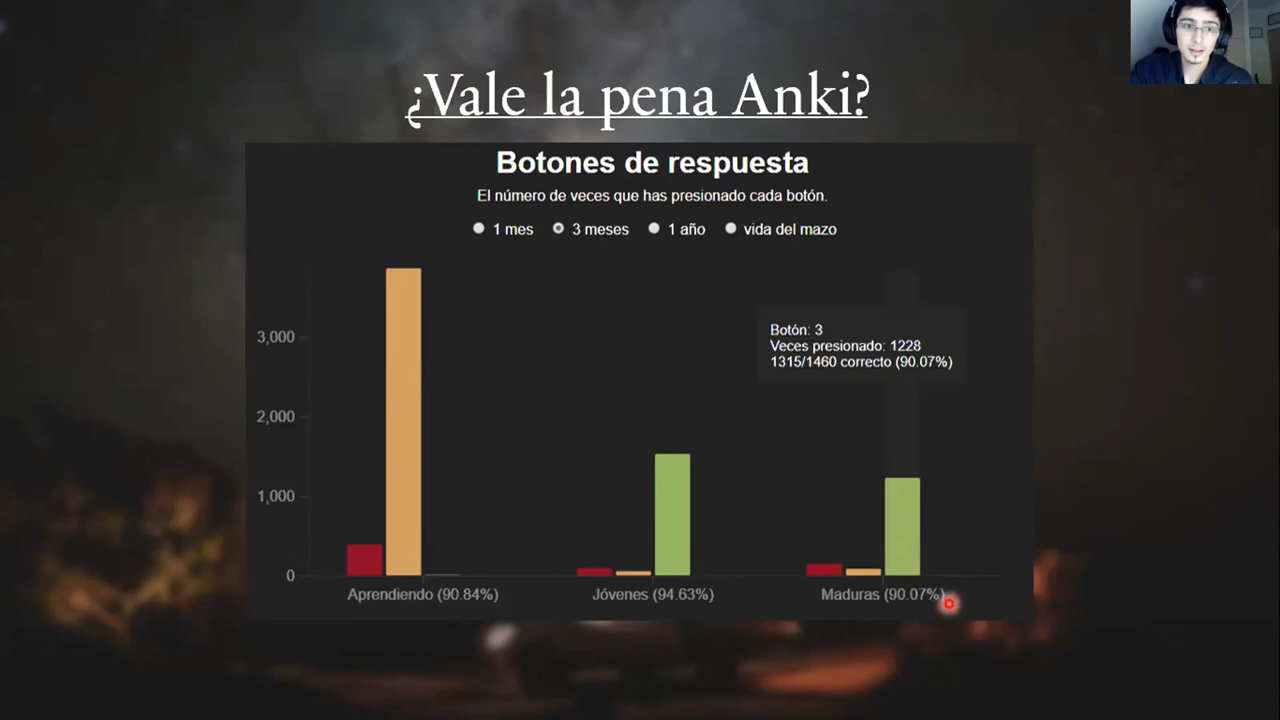 ¿Vale la pena Anki?
Botones de respuesta
El número de veces que has presionado cada botón.
1 mes 3 meses 1 año vida del mazo
Botón: 3
Veces presionado: 1228
1315/1460 correcto (90.07%)
3,000
2,000
1,000
0
Aprendiendo (90.84%) Jóvenes (94.63%) Maduras (90.07%)